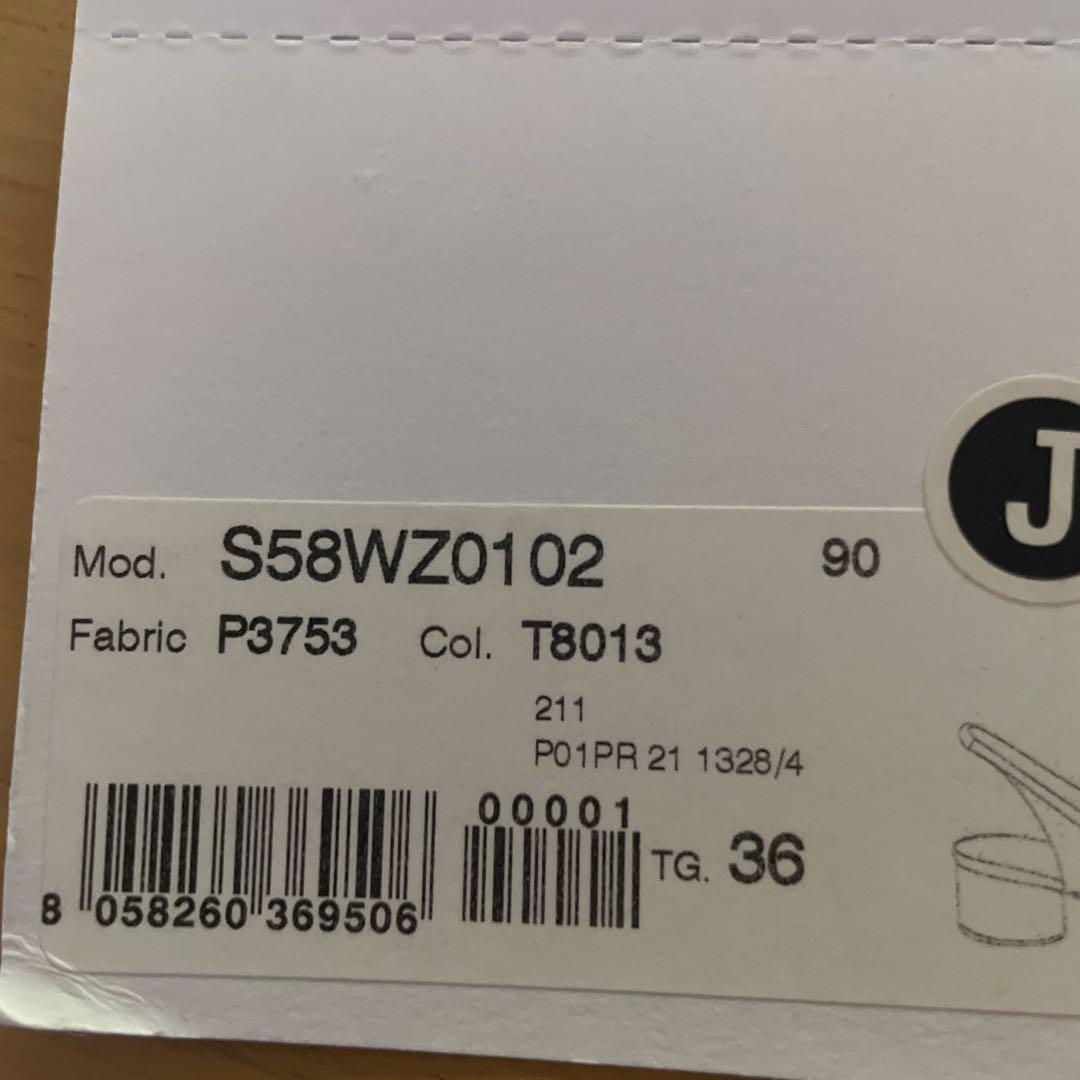 J
Mod. S58WZ0102 90
Fabric P3753 Col. T8013
211
P01PR 21 1328/4
00001
TG. 36
8 058260 369506